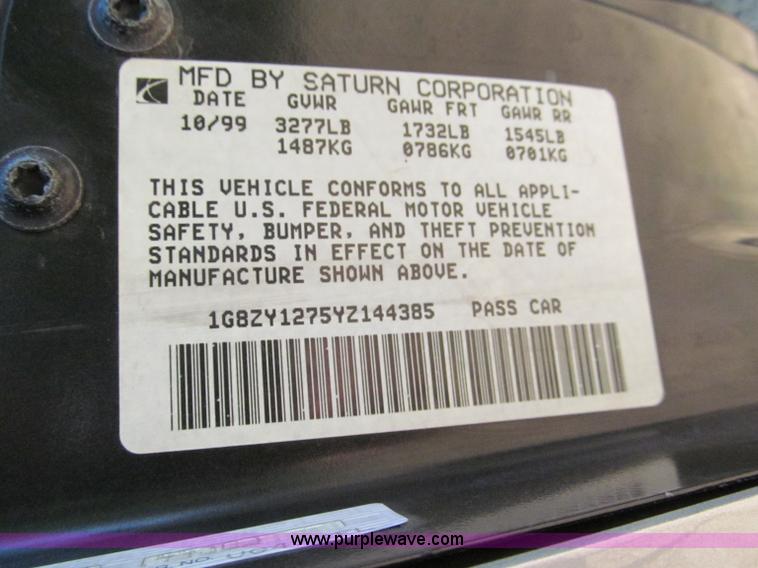 MFD BY SATURN CORPORATION
DATE GVWR GAWR FRT GAWR RR
10/99 3277LB 1732LB 1545LB
1487KG 0786KG 0701KG
THIS VEHICLE CONFORMS TO ALL APPLI-
CABLE U.S. FEDERAL MOTOR VEHICLE
SAFETY, BUMPER, AND THEFT PREVENTION
STANDARDS IN EFFECT ON THE DATE OF
MANUFACTURE SHOWN ABOVE.
1G8ZY1275YZ144385 PASS CAR
www.purplewave.com